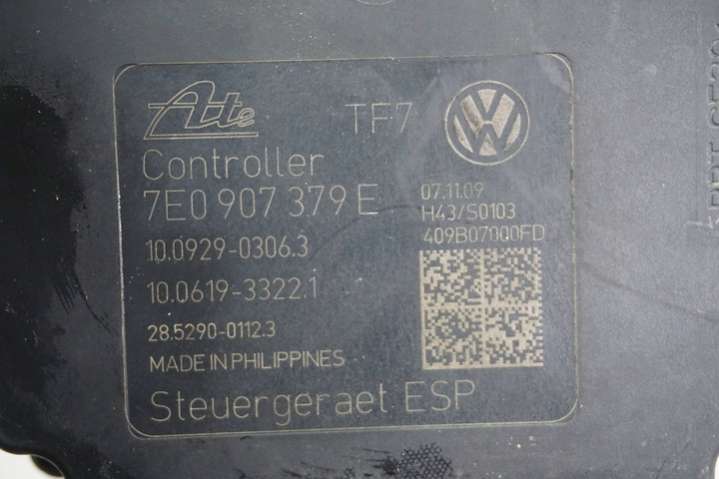 Ate TF7
Controller
7E0 907 379 E
07.11.09
H43/S0103
409B07000FD
10.0929-0306.3
10.0619-3322.1
28.5290-0112.3
MADE IN PHILIPPINES
Steuergeraet ESP